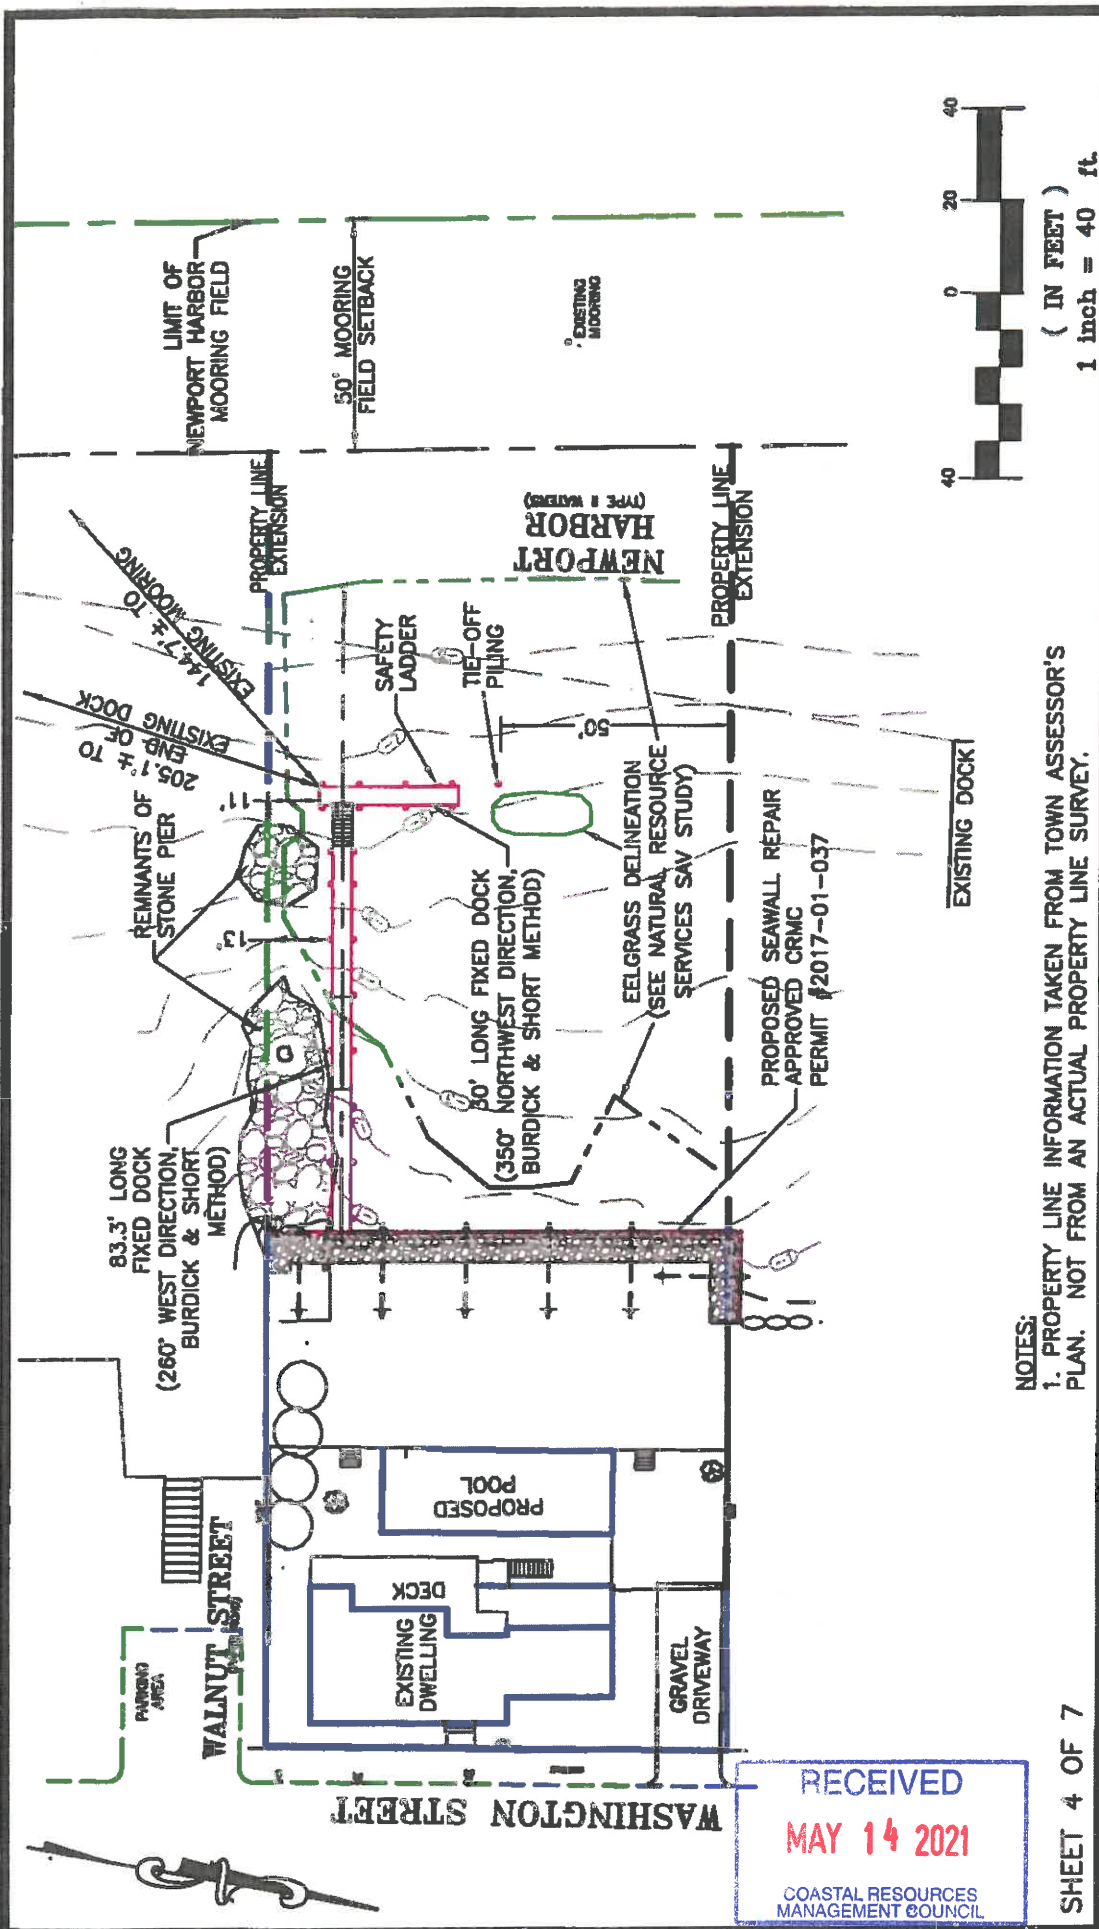 LIMIT OF
NEWPORT HARBOR
MOORING FIELD
50' MOORING
FIELD SETBACK
EXISTING
MOORING
PROPERTY LINE
EXTENSION
NEWPORT
HARBOR
PROPERTY LINE
EXTENSION
144.7'± TO
EXISTING MOORING
205.1'± TO
END OF
EXISTING DOCK
REMNANTS OF
STONE PIER
11'
13'
SAFETY
LADDER
TIE-OFF
PILING
50'
83.3' LONG
FIXED DOCK
(260° WEST DIRECTION,
BURDICK & SHORT
METHOD)
30' LONG FIXED DOCK
(350° NORTHWEST DIRECTION,
BURDICK & SHORT METHOD)
EELGRASS DELINEATION
(SEE NATURAL RESOURCE
SERVICES SAV STUDY)
PROPOSED SEAWALL REPAIR
APPROVED CRMC
PERMIT #2017-01-037
EXISTING DOCK
WALNUT STREET
PARKING
AREA
PROPOSED
POOL
DECK
EXISTING
DWELLING
GRAVEL
DRIVEWAY
WASHINGTON STREET
40
0
20
40
( IN FEET )
1 inch = 40 ft.
NOTES:
1. PROPERTY LINE INFORMATION TAKEN FROM TOWN ASSESSOR'S
PLAN. NOT FROM AN ACTUAL PROPERTY LINE SURVEY.
SHEET 4 OF 7
RECEIVED
MAY 14 2021
COASTAL RESOURCES
MANAGEMENT COUNCIL